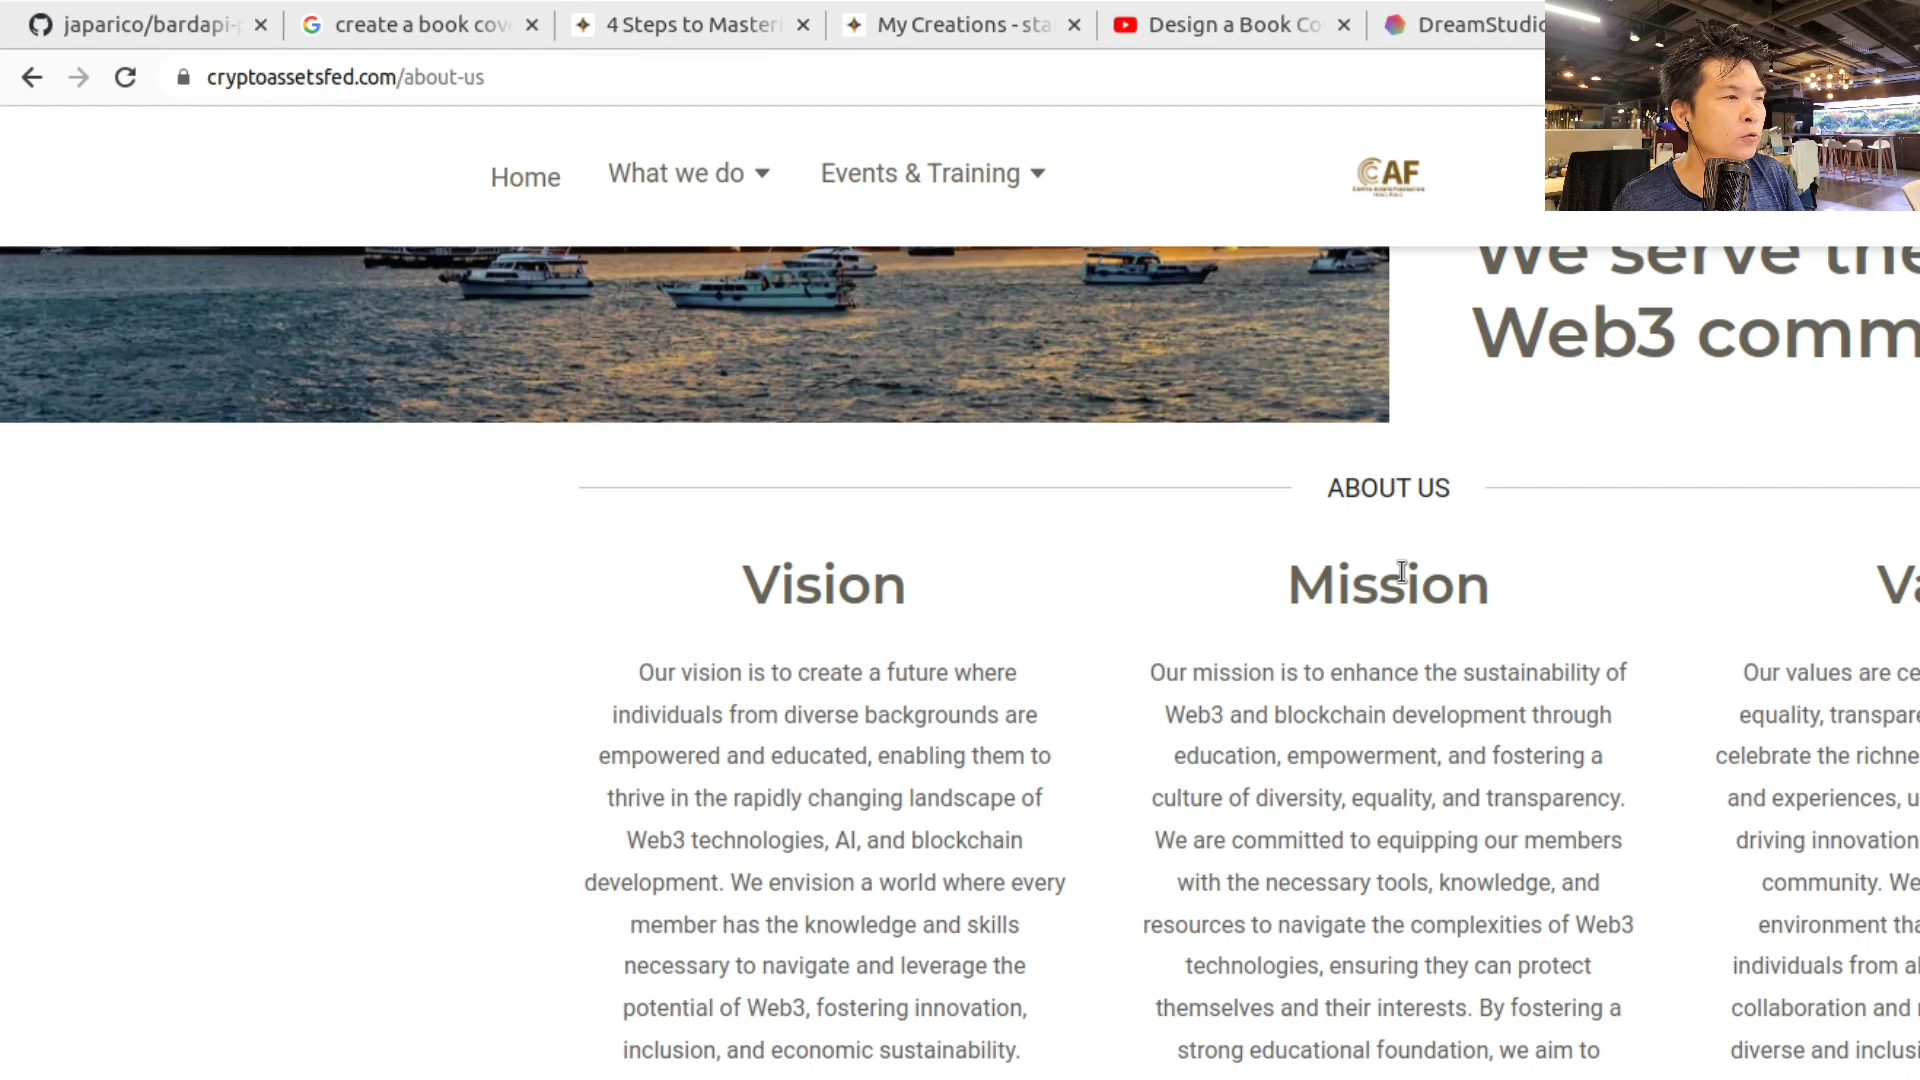 japarico/bardapi-
create a book cov
4 Steps to Master
My Creations - sta
Design a Book Co
DreamStudio
cryptoassetsfed.com/about-us
Home
What we do
Events & Training
CAF
We serve the
Web3 comm
ABOUT US
Vision
Our vision is to create a future where
individuals from diverse backgrounds are
empowered and educated, enabling them to
thrive in the rapidly changing landscape of
Web3 technologies, AI, and blockchain
development. We envision a world where every
member has the knowledge and skills
necessary to navigate and leverage the
potential of Web3, fostering innovation,
inclusion, and economic sustainability.
Mission
Our mission is to enhance the sustainability of
Web3 and blockchain development through
education, empowerment, and fostering a
culture of diversity, equality, and transparency.
We are committed to equipping our members
with the necessary tools, knowledge, and
resources to navigate the complexities of Web3
technologies, ensuring they can protect
themselves and their interests. By fostering a
strong educational foundation, we aim to
Va
Our values are ce
equality, transpare
celebrate the richne
and experiences, u
driving innovation
community. We
environment tha
individuals from al
collaboration and
diverse and inclusi